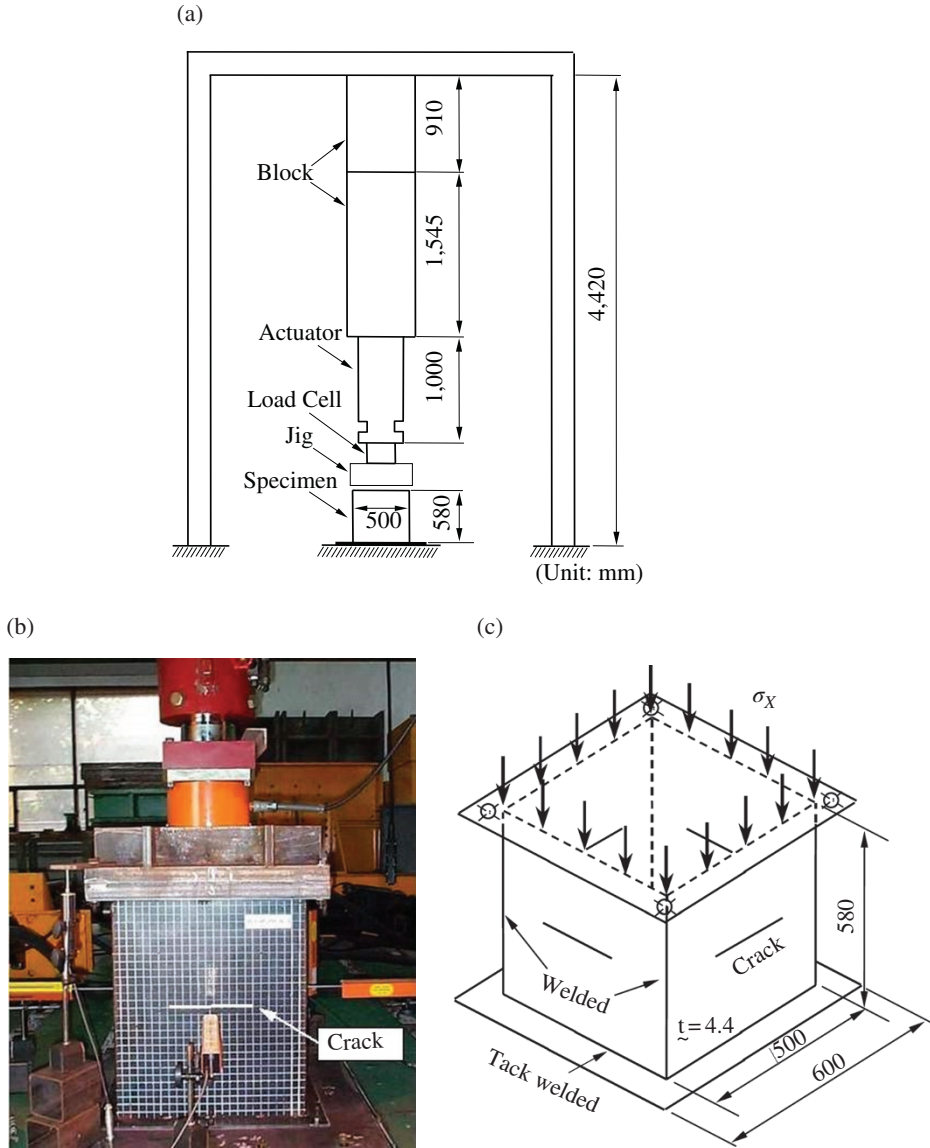 (a)
910
Block
1,545
4,420
Actuator
1,000
Load Cell
Jig
Specimen
500
580
(Unit: mm)
(b)
(c)
σX
580
Crack
Welded
Crack
t=4.4
~
500
Tack welded
600